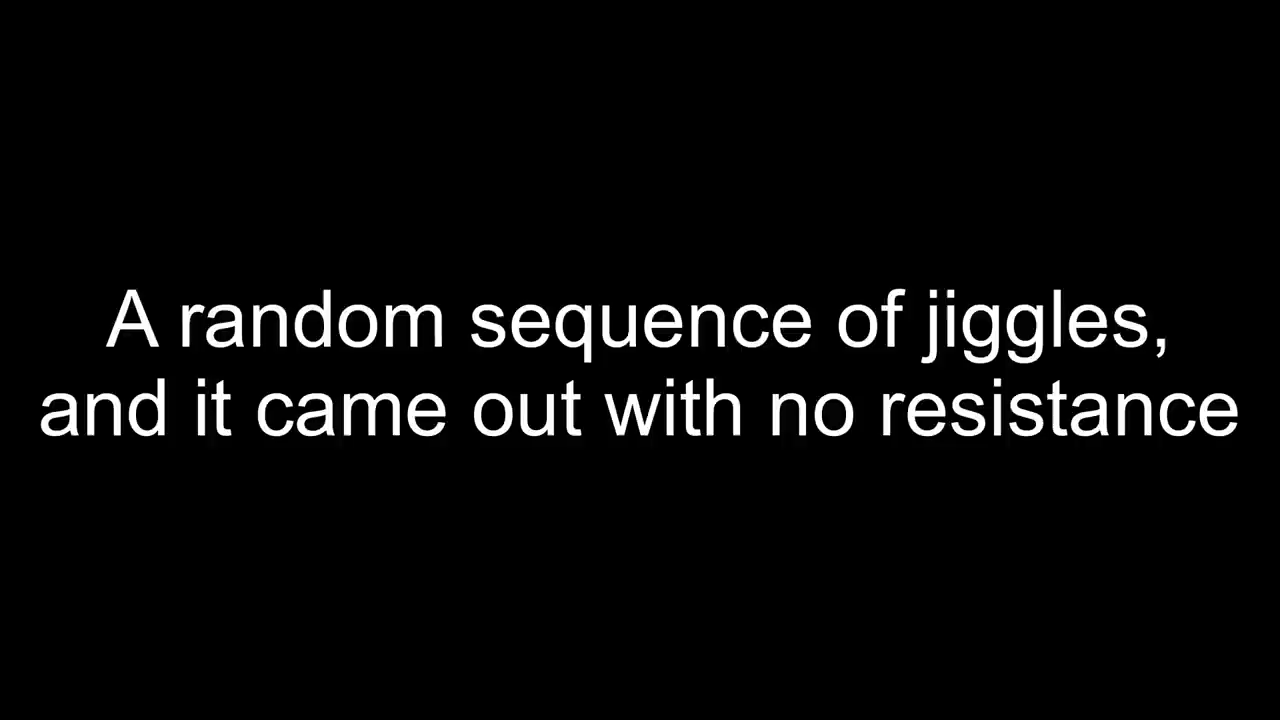 A random sequence of jiggles,
and it came out with no resistance